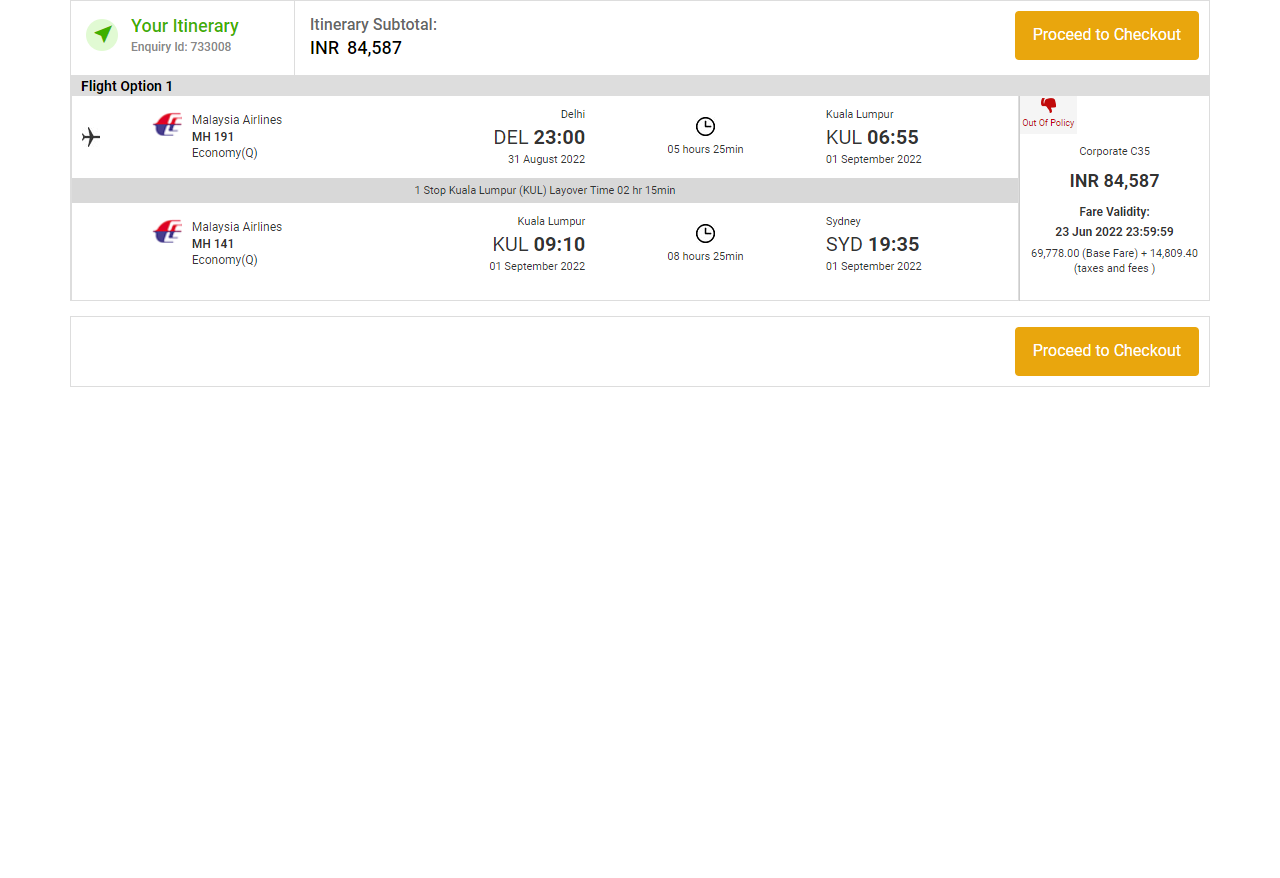 Your Itinerary
Enquiry Id: 733008
Itinerary Subtotal:
INR 84,587
Proceed to Checkout
Flight Option 1
Malaysia Airlines
MH 191
Economy(Q)
Delhi
DEL 23:00
31 August 2022
05 hours 25min
Kuala Lumpur
KUL 06:55
01 September 2022
1 Stop Kuala Lumpur (KUL) Layover Time 02 hr 15min
Malaysia Airlines
MH 141
Economy(Q)
Kuala Lumpur
KUL 09:10
01 September 2022
08 hours 25min
Sydney
SYD 19:35
01 September 2022
Out Of Policy
Corporate C35
INR 84,587
Fare Validity:
23 Jun 2022 23:59:59
69,778.00 (Base Fare) + 14,809.40
(taxes and fees )
Proceed to Checkout